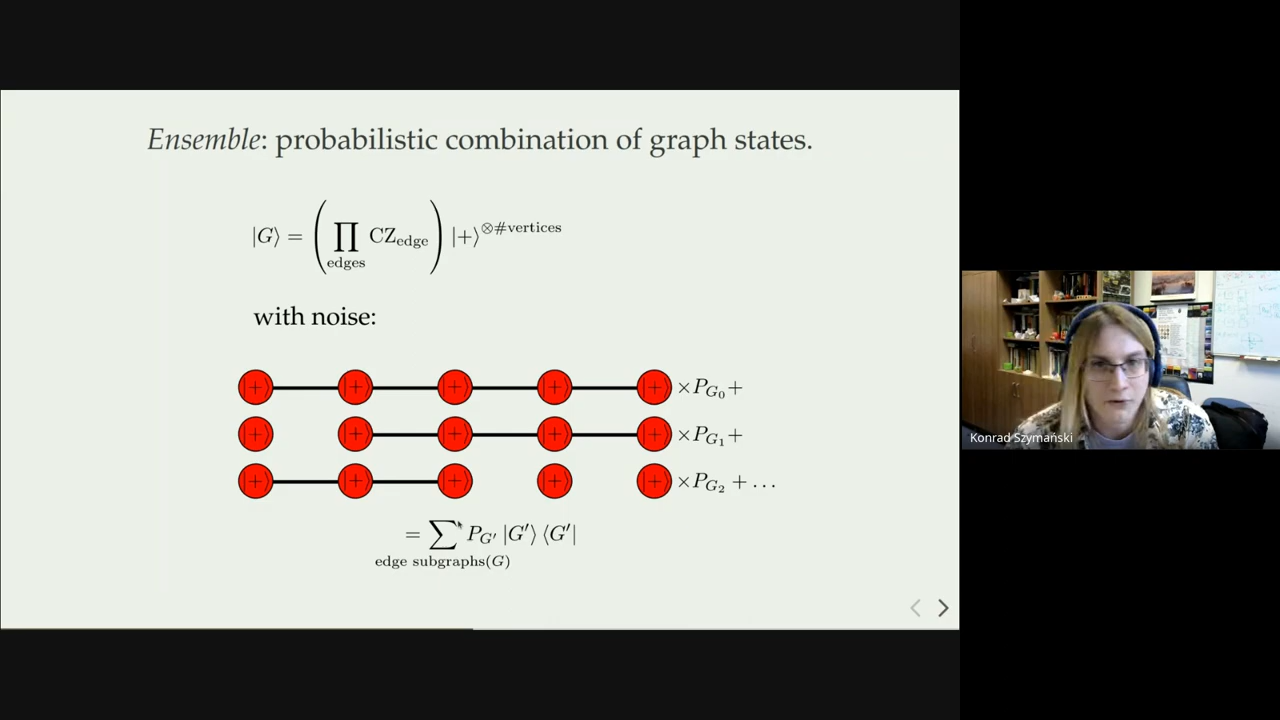 Ensemble: probabilistic combination of graph states.
|G⟩ = ( ∏ CZ_edge ) |+⟩^⊗#vertices
edges
with noise:
|+⟩ |+⟩ |+⟩ |+⟩ |+⟩ ×P_G₀+
|+⟩ |+⟩ |+⟩ |+⟩ |+⟩ ×P_G₁+
|+⟩ |+⟩ |+⟩ |+⟩ |+⟩ ×P_G₂ + ...
= ∑ P_G′ |G′⟩ ⟨G′|
edge subgraphs(G)
Konrad Szymański